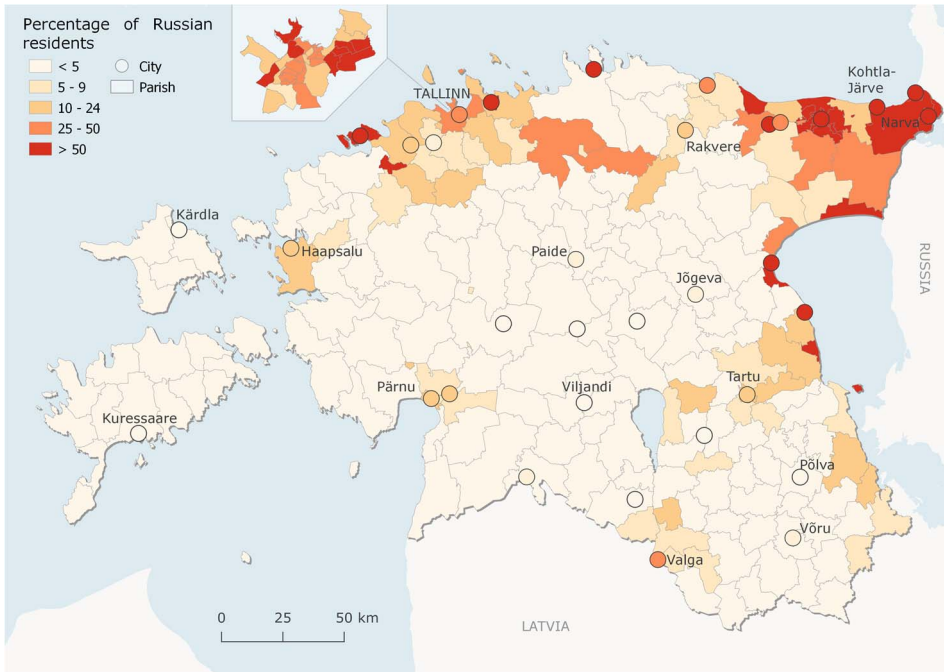 Percentage of Russian
residents
< 5
5 - 9
10 - 24
25 - 50
> 50
City
Parish
TALLINN
Kohtla-
Järve
Narva
Rakvere
Kärdla
Haapsalu
Paide
Jõgeva
RUSSIA
Tartu
Pärnu
Viljandi
Kuressaare
Põlva
Võru
Valga
0
25
50 km
LATVIA